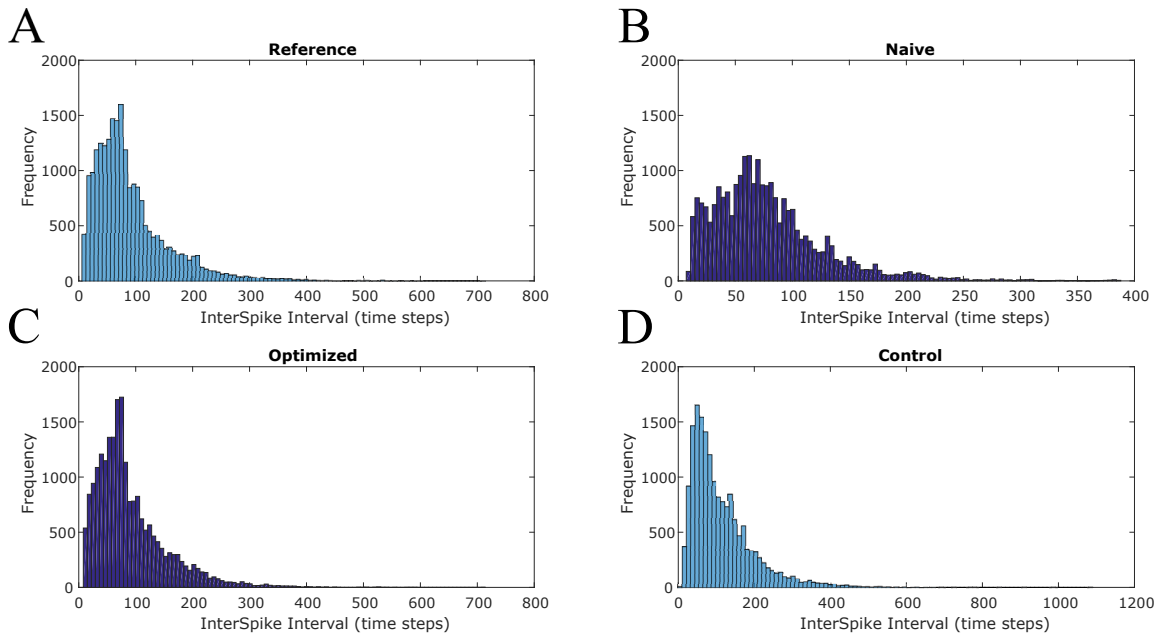 A
Reference
2000
1500
1000
500
0
Frequency
0 100 200 300 400 500 600 700 800
InterSpike Interval (time steps)
B
Naive
2000
1500
1000
500
0
Frequency
0 50 100 150 200 250 300 350 400
InterSpike Interval (time steps)
C
Optimized
2000
1500
1000
500
0
Frequency
0 100 200 300 400 500 600 700 800
InterSpike Interval (time steps)
D
Control
2000
1500
1000
500
0
Frequency
0 200 400 600 800 1000 1200
InterSpike Interval (time steps)